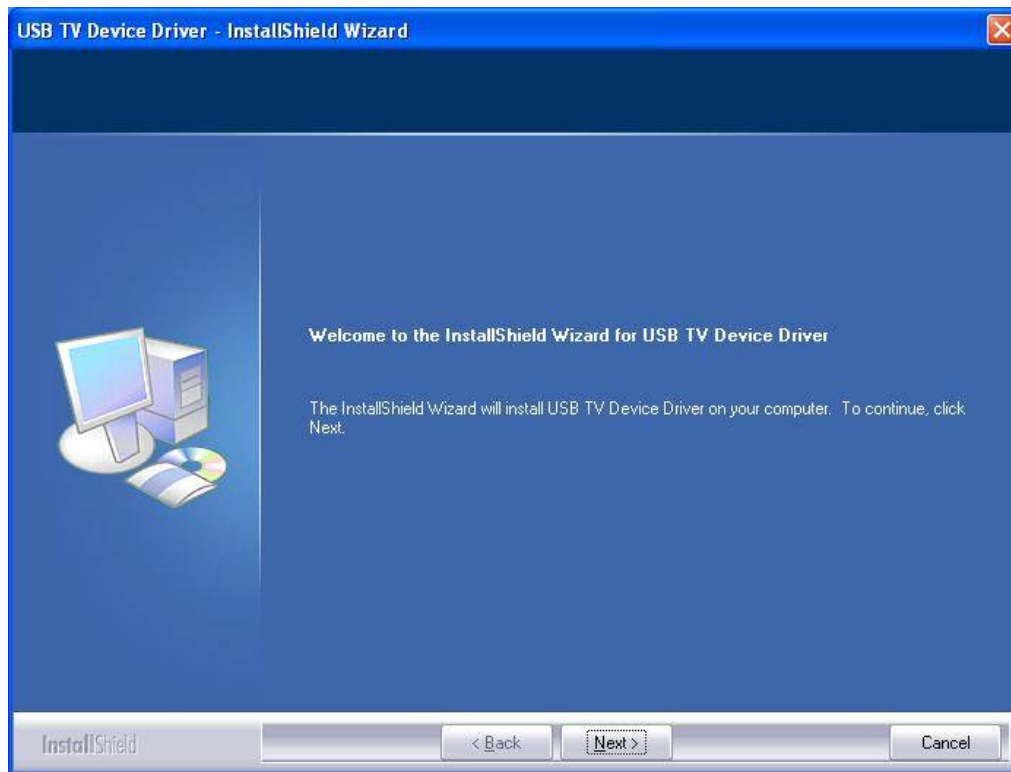 USB TV Device Driver - InstallShield Wizard
Welcome to the InstallShield Wizard for USB TV Device Driver
The InstallShield Wizard will install USB TV Device Driver on your computer.  To continue, click
Next.
InstallShield
< Back
Next >
Cancel